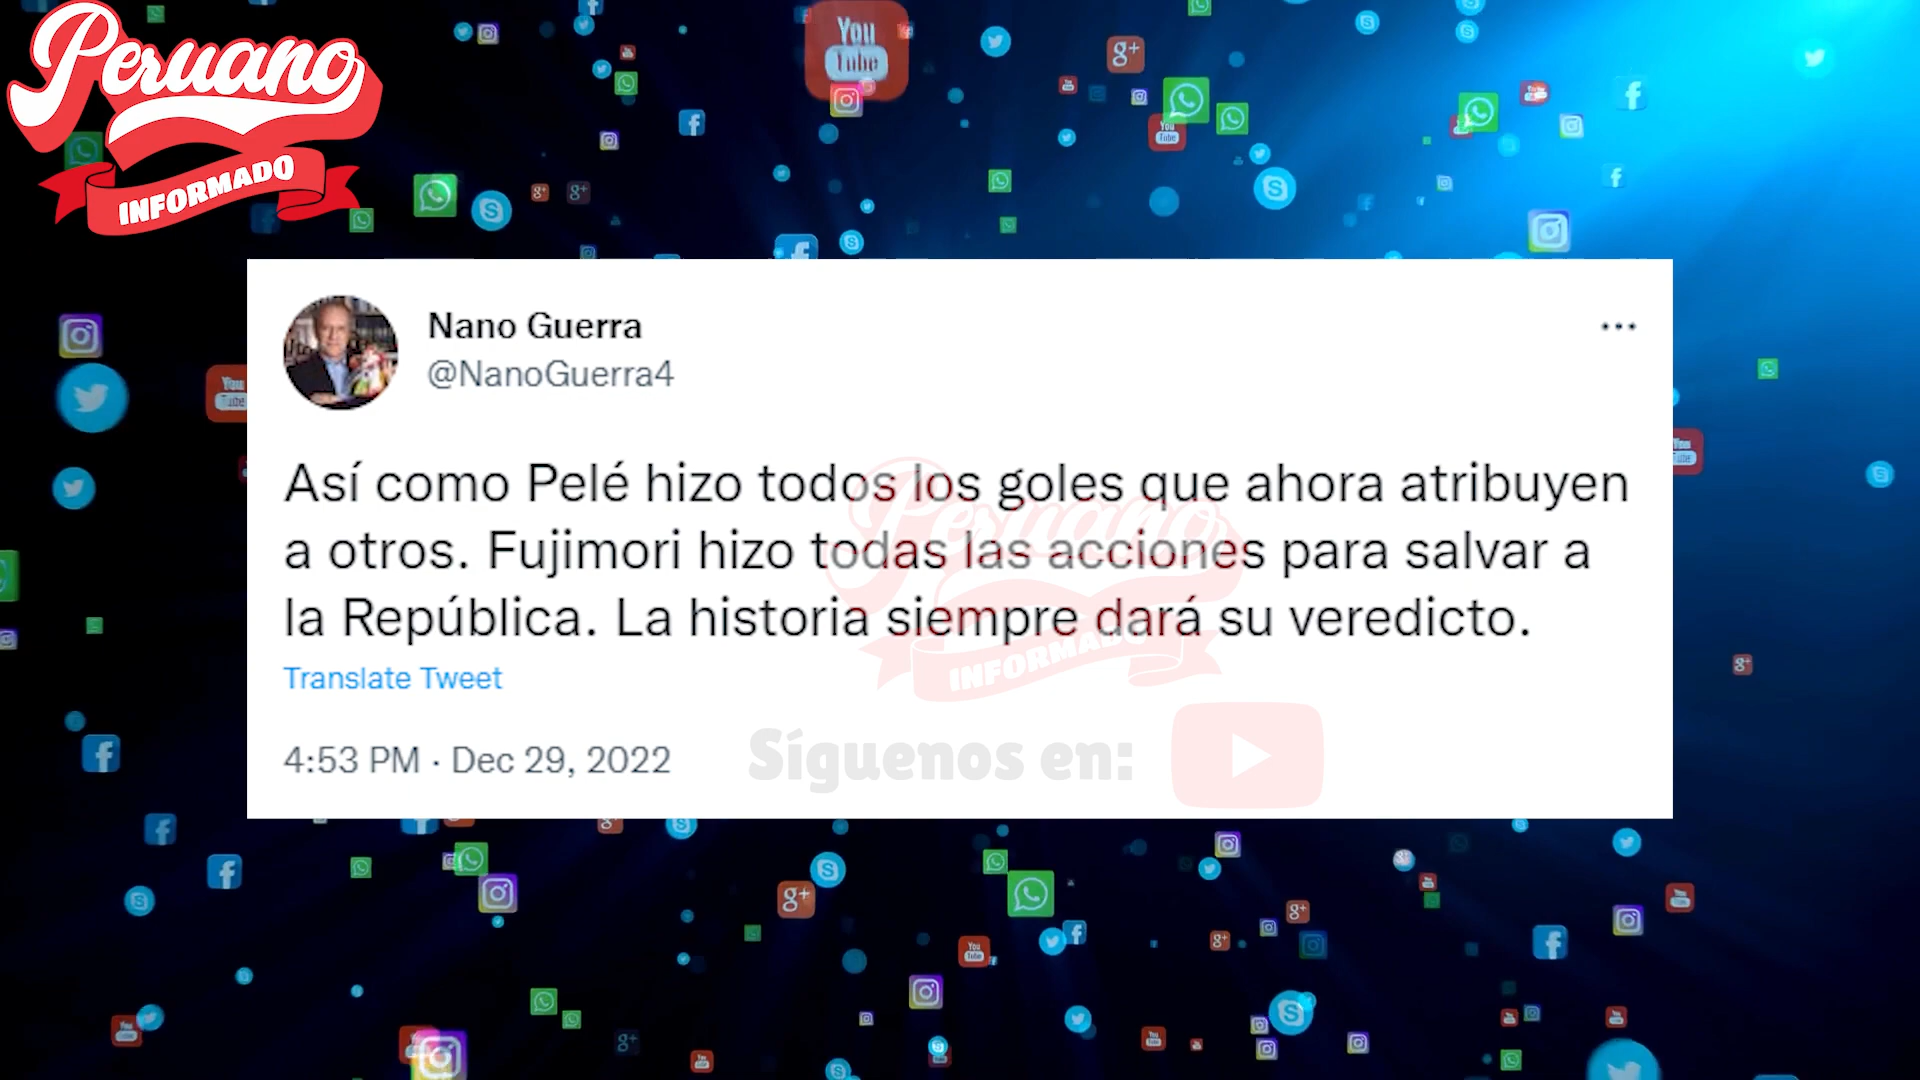 Peruano
INFORMADO
Nano Guerra
@NanoGuerra4
Así como Pelé hizo todos los goles que ahora atribuyen
a otros. Fujimori hizo todas las acciones para salvar a
la República. La historia siempre dará su veredicto.
Translate Tweet
4:53 PM · Dec 29, 2022
Peruano
INFORMADO
Síguenos en:
You
Tube